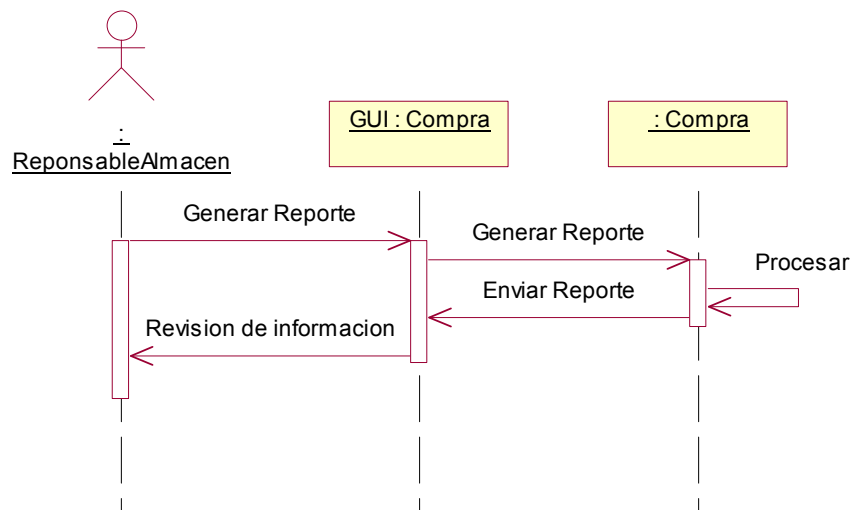 :
ReponsableAlmacen
GUI : Compra
: Compra
Generar Reporte
Generar Reporte
Procesar
Enviar Reporte
Revision de informacion